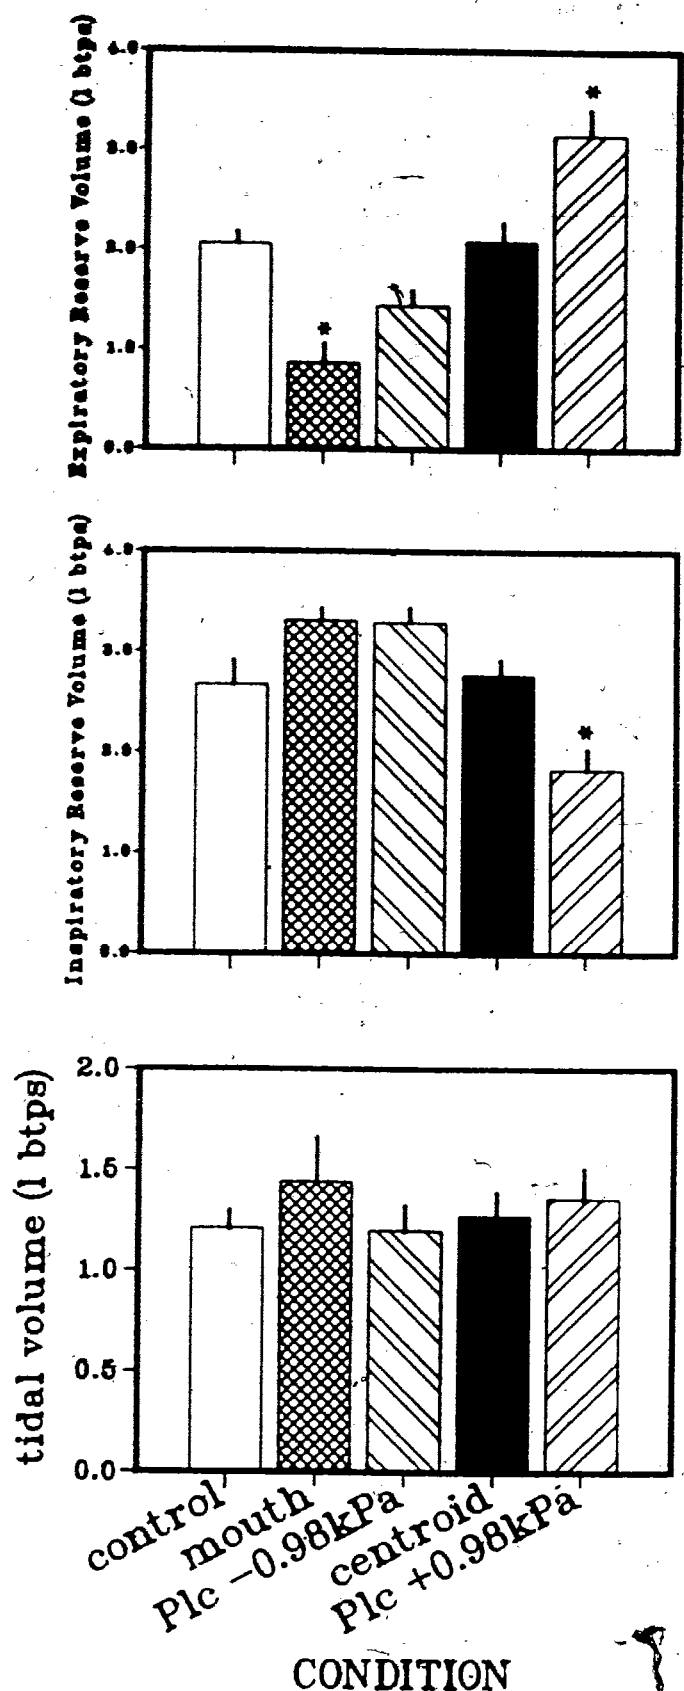 Expiratory Reserve Volume (l btps)
4.0
3.0
2.0
1.0
0.0
*
*
Inspiratory Reserve Volume (l btps)
4.0
3.0
2.0
1.0
0.0
*
tidal volume (l btps)
2.0
1.5
1.0
0.5
0.0
control
mouth
Plc −0.98kPa
centroid
Plc +0.98kPa
CONDITION